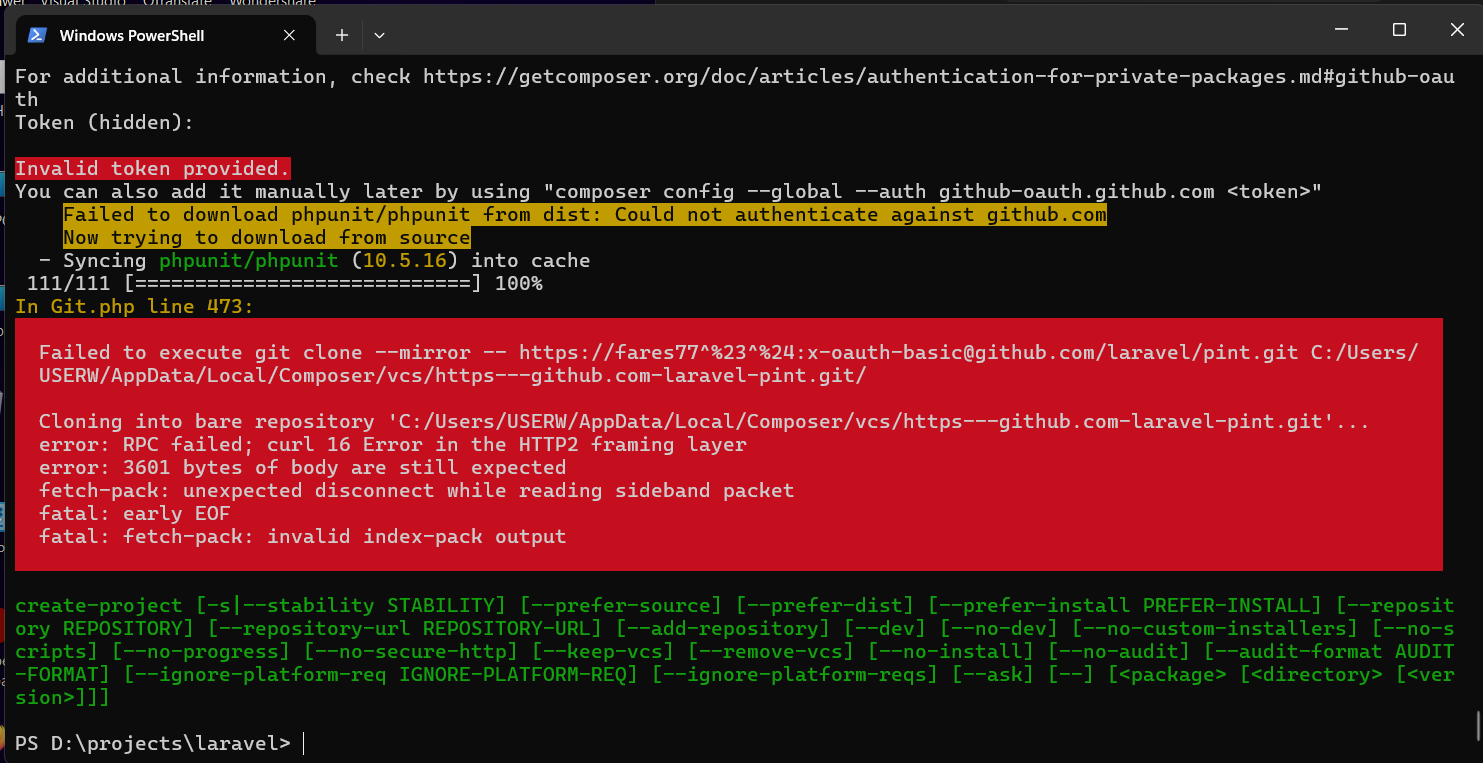 Windows PowerShell
For additional information, check https://getcomposer.org/doc/articles/authentication-for-private-packages.md#github-oau
th
Token (hidden):
Invalid token provided.
You can also add it manually later by using "composer config --global --auth github-oauth.github.com <token>"
Failed to download phpunit/phpunit from dist: Could not authenticate against github.com
Now trying to download from source
- Syncing phpunit/phpunit (10.5.16) into cache
111/111 [============================] 100%
In Git.php line 473:
Failed to execute git clone --mirror -- https://fares77^%23^%24:x-oauth-basic@github.com/laravel/pint.git C:/Users/
USERW/AppData/Local/Composer/vcs/https---github.com-laravel-pint.git/
Cloning into bare repository 'C:/Users/USERW/AppData/Local/Composer/vcs/https---github.com-laravel-pint.git'...
error: RPC failed; curl 16 Error in the HTTP2 framing layer
error: 3601 bytes of body are still expected
fetch-pack: unexpected disconnect while reading sideband packet
fatal: early EOF
fatal: fetch-pack: invalid index-pack output
create-project [-s|--stability STABILITY] [--prefer-source] [--prefer-dist] [--prefer-install PREFER-INSTALL] [--reposit
ory REPOSITORY] [--repository-url REPOSITORY-URL] [--add-repository] [--dev] [--no-dev] [--no-custom-installers] [--no-s
cripts] [--no-progress] [--no-secure-http] [--keep-vcs] [--remove-vcs] [--no-install] [--no-audit] [--audit-format AUDIT
-FORMAT] [--ignore-platform-req IGNORE-PLATFORM-REQ] [--ignore-platform-reqs] [--ask] [--] [<package> [<directory> [<ver
sion>]]]
PS D:\projects\laravel>